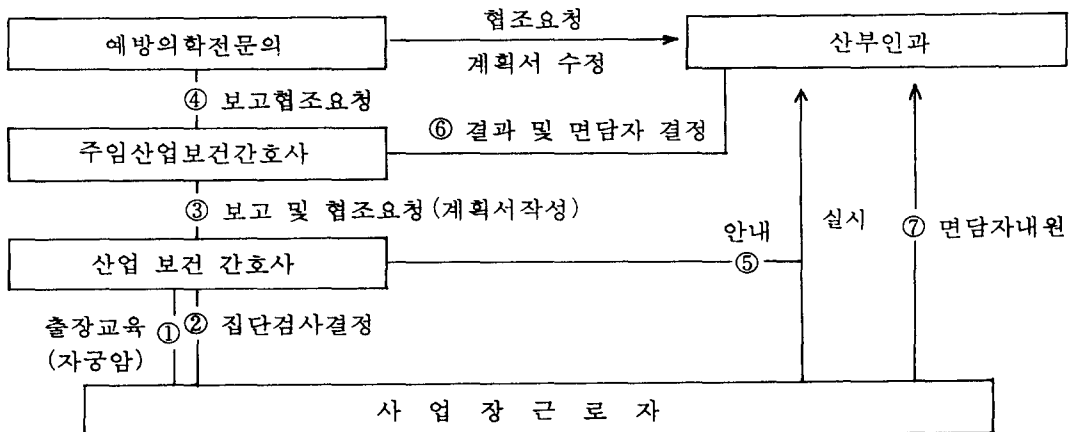 협조요청
예방의학전문의
산부인과
계획서 수정
④ 보고협조요청
⑥ 결과 및 면담자 결정
주임산업보건간호사
③ 보고 및 협조요청(계획서작성)
안내
실시
⑦ 면담자내원
산업 보건 간호사
⑤
출장교육
(자궁암)
①
② 집단검사결정
사 업 장 근 로 자